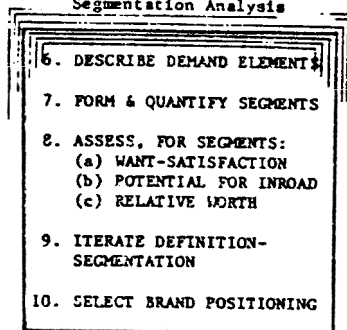 Segmentation Analysis
6. DESCRIBE DEMAND ELEMENTS
7. FORM & QUANTIFY SEGMENTS
8. ASSESS, FOR SEGMENTS:
(a) WANT-SATISFACTION
(b) POTENTIAL FOR INROAD
(c) RELATIVE WORTH
9. ITERATE DEFINITION-
SEGMENTATION
10. SELECT BRAND POSITIONING